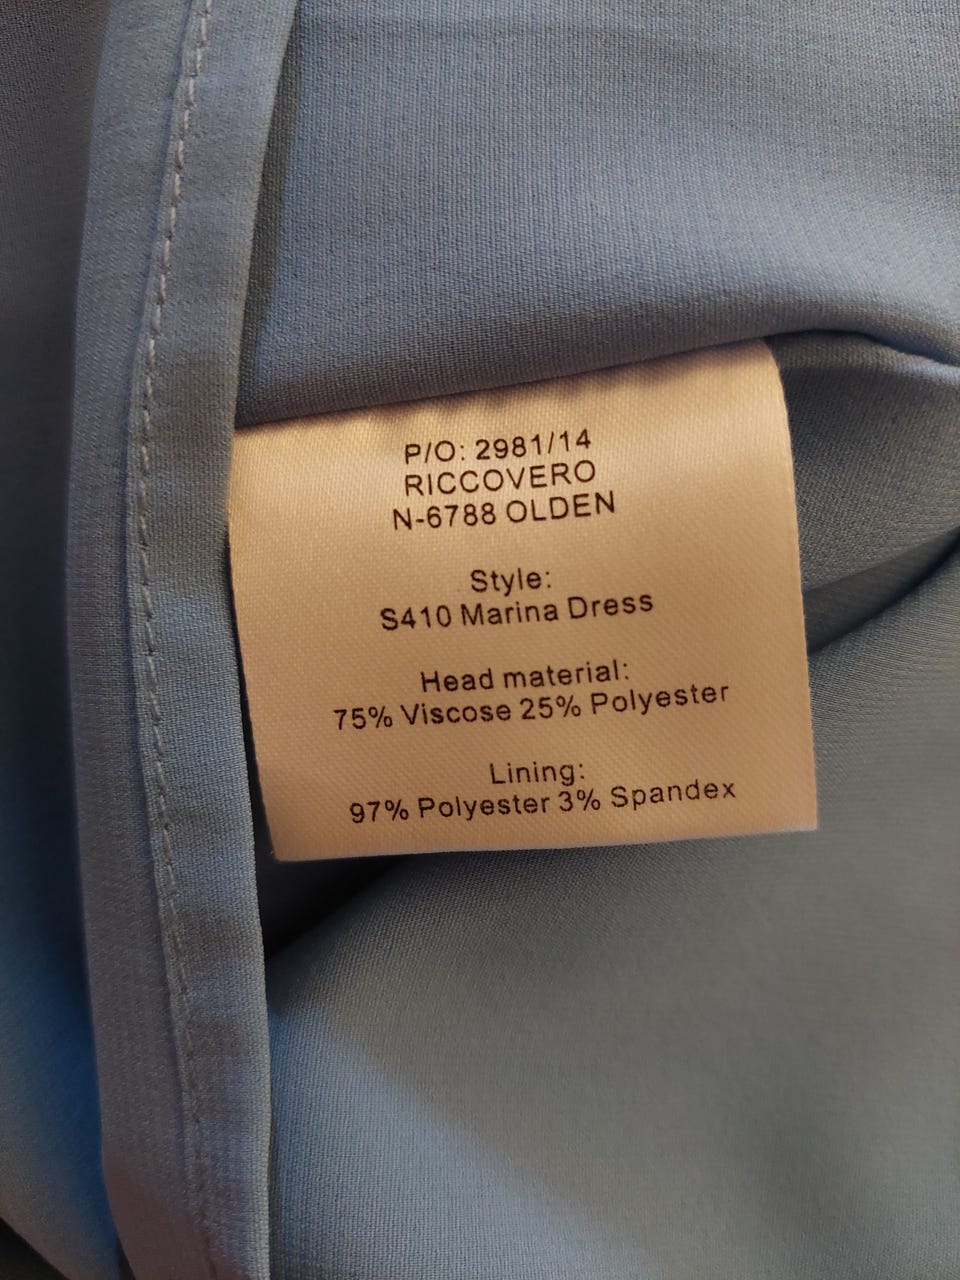 P/O: 2981/14
RICCOVERO
N-6788 OLDEN
Style:
S410 Marina Dress
Head material:
75% Viscose 25% Polyester
Lining:
97% Polyester 3% Spandex